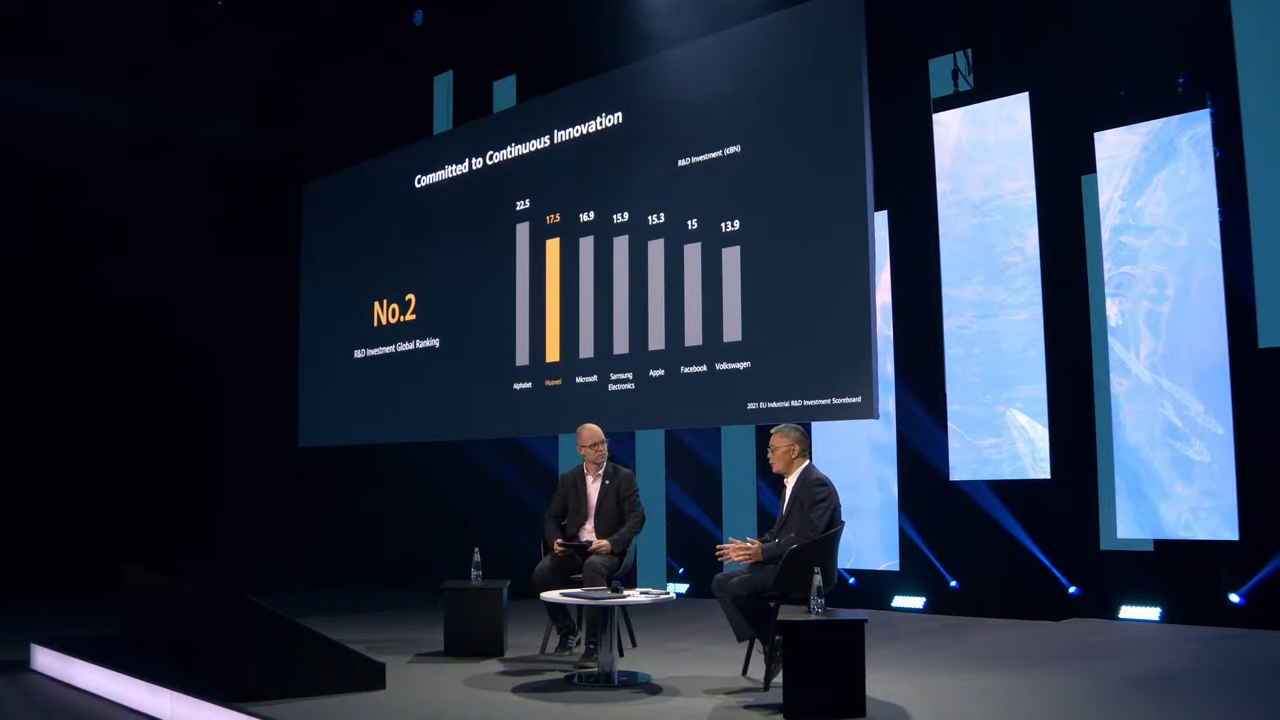 Committed to Continuous Innovation
R&D Investment (€BN)
22.5
17.5
16.9
15.9
15.3
15
13.9
No.2
R&D Investment Global Ranking
Alphabet
Huawei
Microsoft
Samsung
Electronics
Apple
Facebook
Volkswagen
2021 EU Industrial R&D Investment Scoreboard